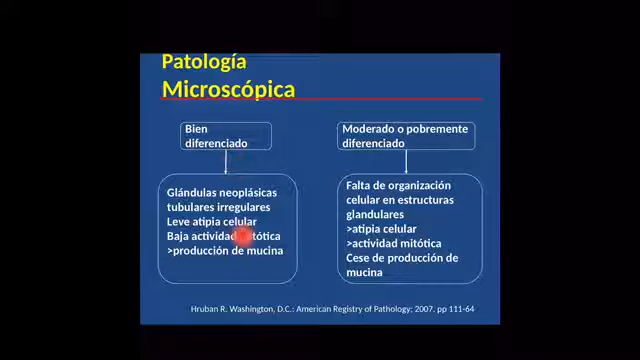 Patología
Microscópica
Bien
diferenciado
Glándulas neoplásicas
tubulares irregulares
Leve atipia celular
Baja actividad mitótica
>producción de mucina
Moderado o pobremente
diferenciado
Falta de organización
celular en estructuras
glandulares
>atipia celular
>actividad mitótica
Cese de producción de
mucina
Hruban R. Washington, D.C.: American Registry of Pathology; 2007. pp 111-64